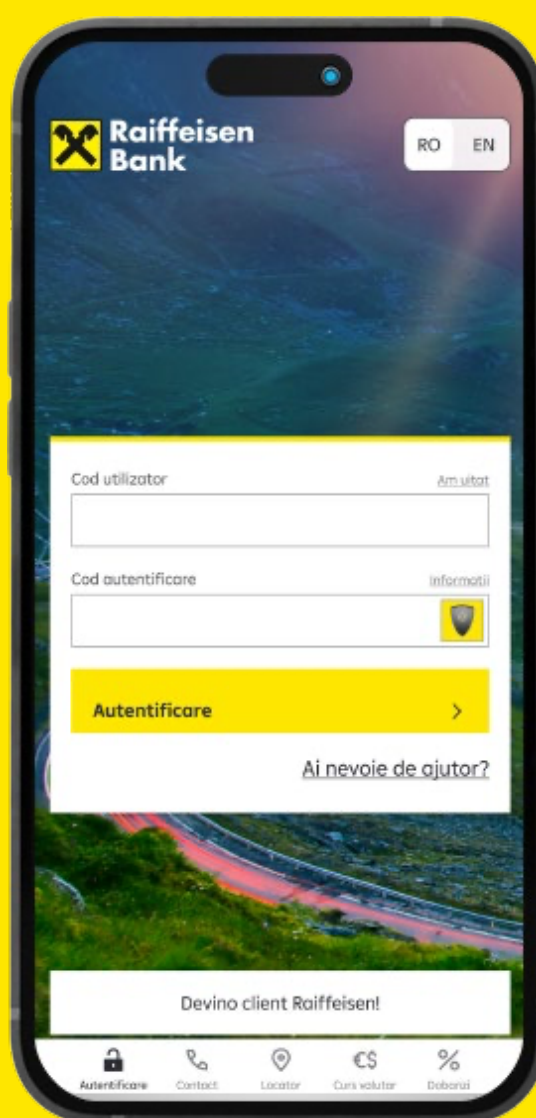 Raiffeisen
Bank
RO EN
Cod utilizator Am uitat
Cod autentificare Informatii
Autentificare
Ai nevoie de ajutor?
Devino client Raiffeisen!
Autentificare Contact Locator Curs valutar Dobanzi